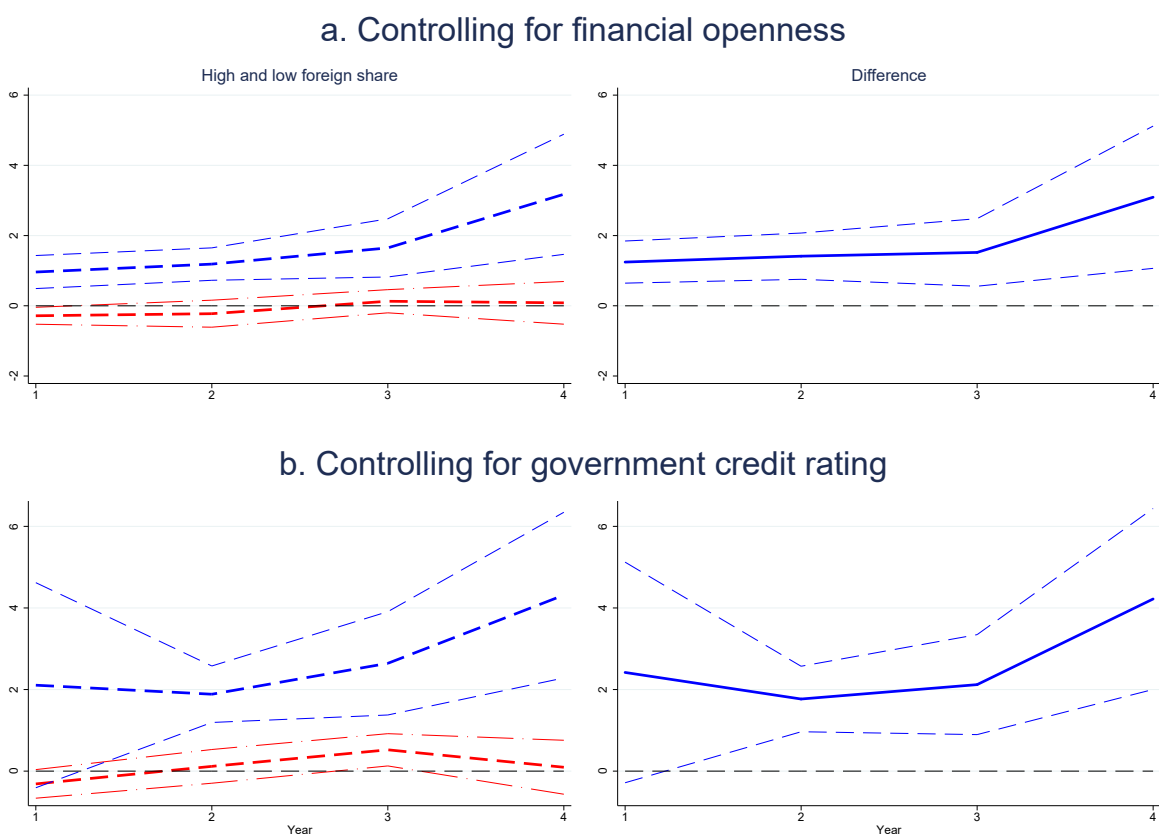 a. Controlling for financial openness
High and low foreign share
Difference
6
4
2
0
-2
1 2 3 4
6
4
2
0
-2
1 2 3 4
b. Controlling for government credit rating
6
4
2
0
1 2 3 4
Year
6
4
2
0
1 2 3 4
Year